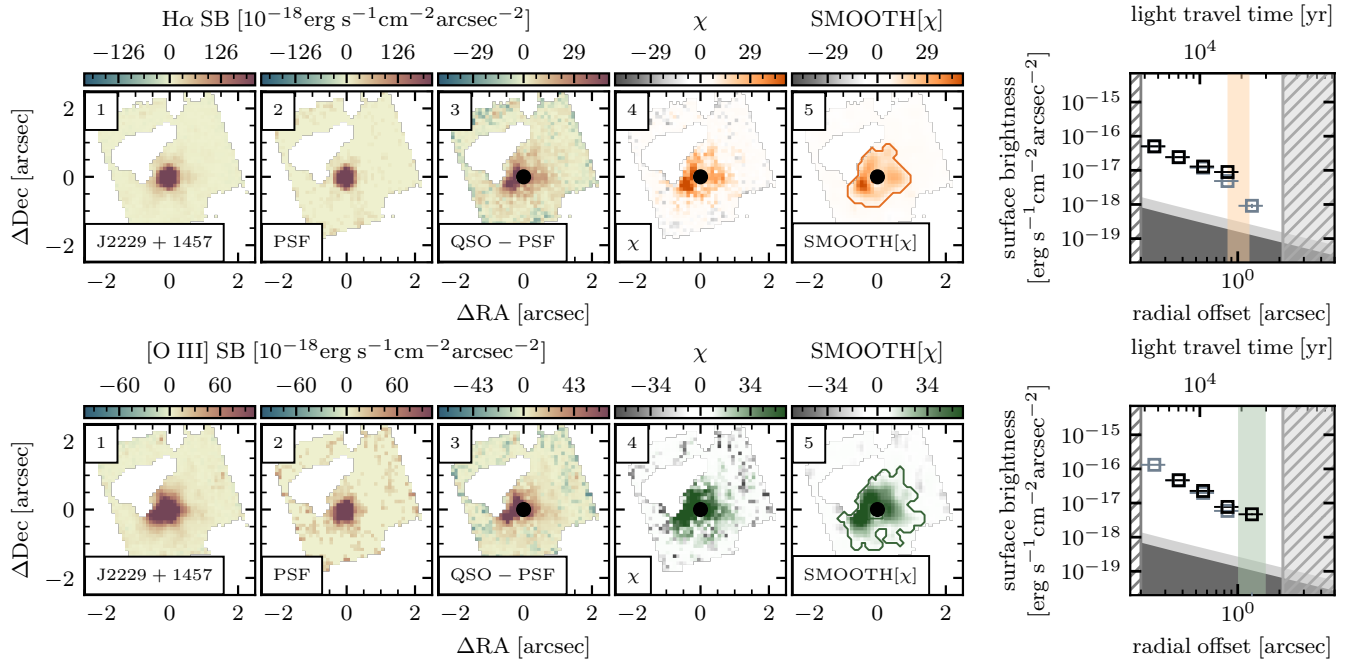 Hα SB [10⁻¹⁸erg s⁻¹cm⁻²arcsec⁻²]
χ
SMOOTH[χ]
light travel time [yr]
−126 0 126
−126 0 126
−29 0 29
−29 0 29
−29 0 29
10⁴
1
2
3
4
5
2
0
−2
ΔDec [arcsec]
J2229 + 1457
PSF
QSO − PSF
χ
SMOOTH[χ]
−2 0 2
−2 0 2
−2 0 2
−2 0 2
−2 0 2
ΔRA [arcsec]
surface brightness
[erg s⁻¹cm⁻²arcsec⁻²]
10⁻¹⁵
10⁻¹⁶
10⁻¹⁷
10⁻¹⁸
10⁻¹⁹
10⁰
radial offset [arcsec]
[O III] SB [10⁻¹⁸erg s⁻¹cm⁻²arcsec⁻²]
χ
SMOOTH[χ]
light travel time [yr]
−60 0 60
−60 0 60
−43 0 43
−34 0 34
−34 0 34
10⁴
1
2
3
4
5
2
0
−2
ΔDec [arcsec]
J2229 + 1457
PSF
QSO − PSF
χ
SMOOTH[χ]
−2 0 2
−2 0 2
−2 0 2
−2 0 2
−2 0 2
ΔRA [arcsec]
surface brightness
[erg s⁻¹cm⁻²arcsec⁻²]
10⁻¹⁵
10⁻¹⁶
10⁻¹⁷
10⁻¹⁸
10⁻¹⁹
10⁰
radial offset [arcsec]